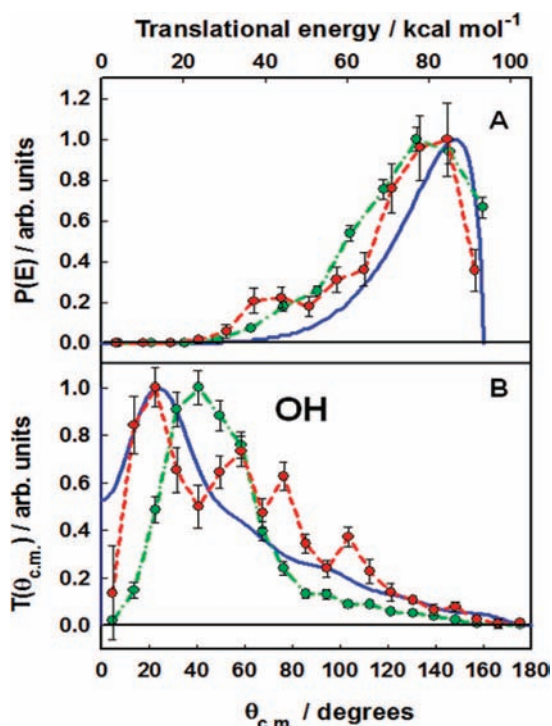 Translational energy / kcal mol⁻¹
0 20 40 60 80 100
P(E) / arb. units
1.2
1.0
0.8
0.6
0.4
0.2
0.0
A
T(θc.m.) / arb. units
1.0
0.8
0.6
0.4
0.2
0.0
OH
B
0 20 40 60 80 100 120 140 160 180
θc.m. / degrees